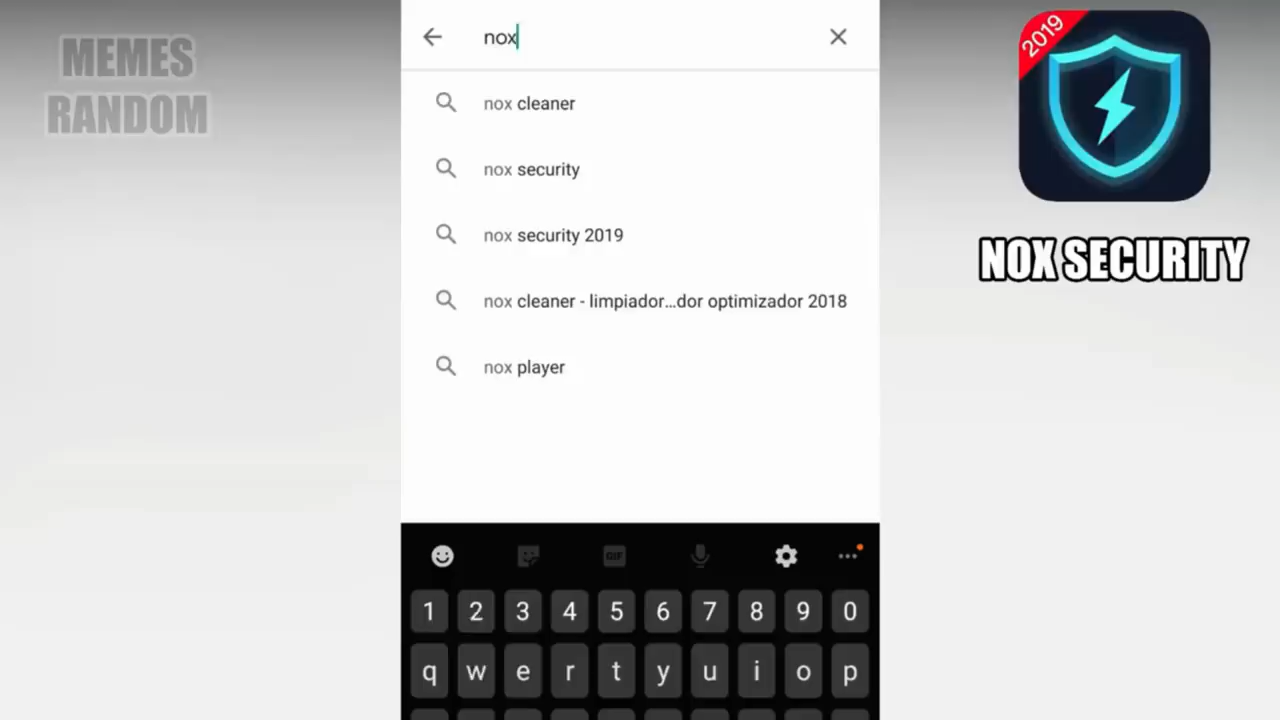 MEMES
RANDOM
nox
nox cleaner
nox security
nox security 2019
nox cleaner - limpiador...dor optimizador 2018
nox player
2019
NOX SECURITY
GIF
1 2 3 4 5 6 7 8 9 0
q w e r t y u i o p